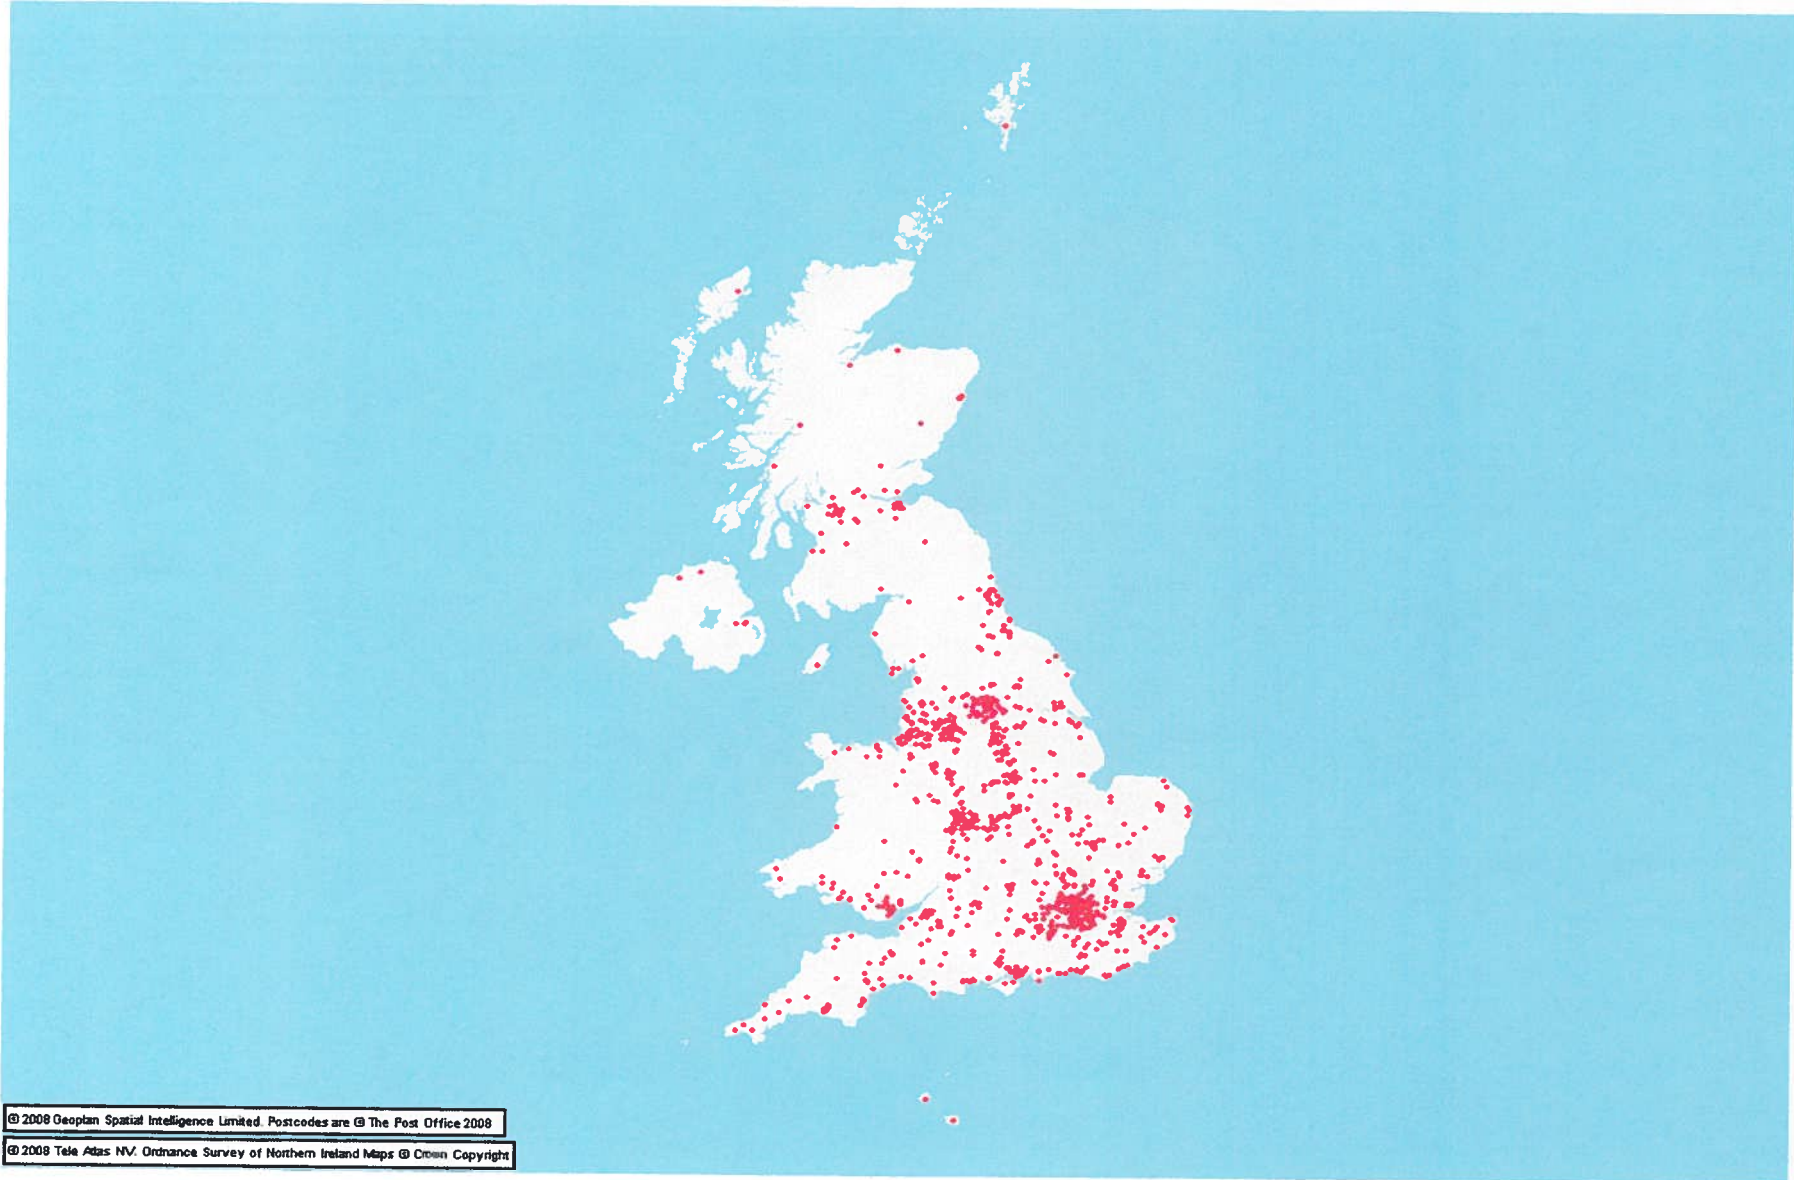 © 2008 Geoplan Spatial Intelligence Limited. Postcodes are © The Post Office 2008
© 2008 Tele Atlas NV. Ordnance Survey of Northern Ireland Maps © Crown Copyright